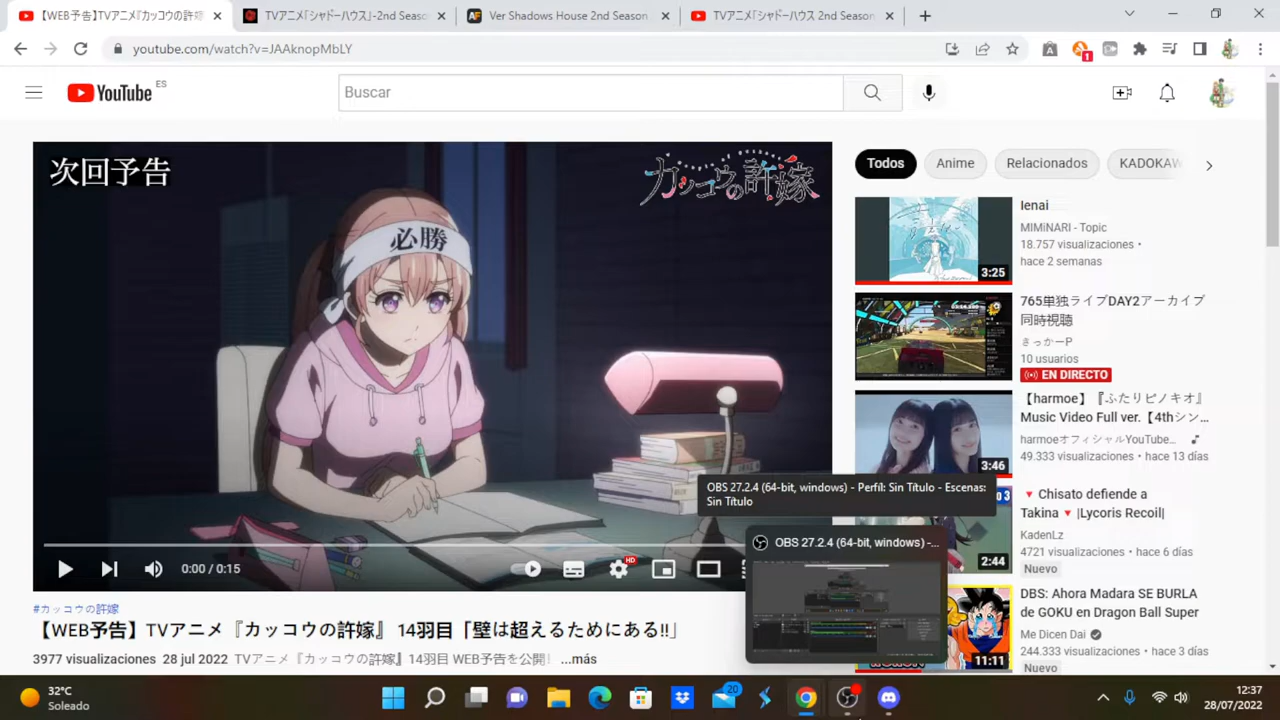 【WEB予告】TVアニメ『カッコウの許
TVアニメ「シャドーハウス」-2nd Season
Ver Shadows House 2nd Season
TVアニメ「シャドーハウス 2nd Season
youtube.com/watch?v=JAAknopMbLY
1
YouTube
ES
Buscar
次回予告
カッコウの許嫁
必勝
0:00 / 0:15
HD
#カッコウの許嫁
【WEB予告】TVアニメ『カッコウの許嫁』 14羽目「壁は超えるためにある!!」
3977 visualizaciones
TVアニメ『カッコウの許嫁』 14羽目 WEB予告を公開
...más
Todos
Anime
Relacionados
KADOKAW
Ienai
MIMiNARI - Topic
18.757 visualizaciones •
hace 2 semanas
3:25
765単独ライブDAY2アーカイブ
同時視聴
きっかーP
10 usuarios
EN DIRECTO
【harmoe】『ふたりピノキオ』
Music Video Full ver.【4thシン...
harmoeオフィシャルYouTube...
49.333 visualizaciones • hace 13 días
3:46
🔻 Chisato defiende a
Takina 🔻 |Lycoris Recoil|
KadenLz
4721 visualizaciones • hace 6 días
Nuevo
2:44
DBS: Ahora Madara SE BURLA
de GOKU en Dragon Ball Super
Me Dicen Dai
244.333 visualizaciones • hace 3 días
Nuevo
11:11
OBS 27.2.4 (64-bit, windows) - Perfil: Sin Título - Escenas:
Sin Título
OBS 27.2.4 (64-bit, windows) -...
32°C
Soleado
20
12:37
28/07/2022